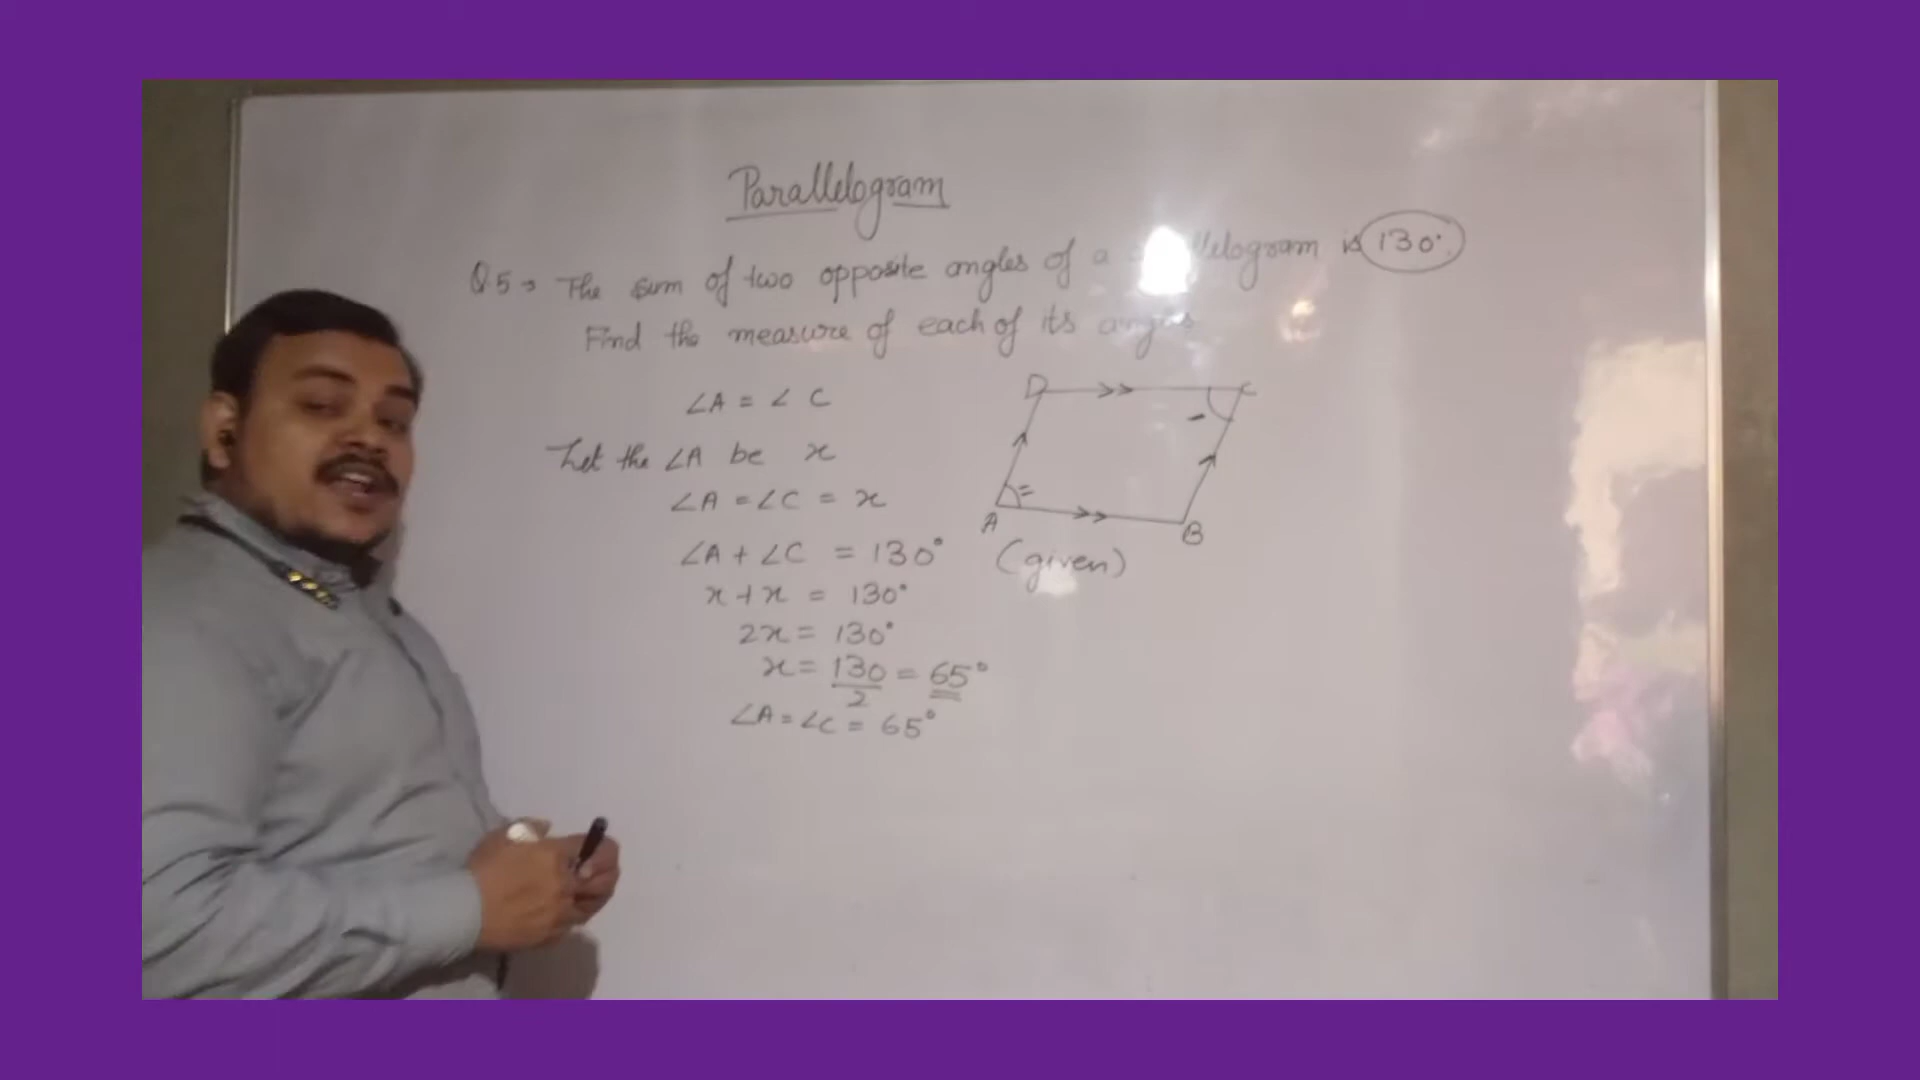 Parallelogram
Q5→ The sum of two opposite angles of a is 130°.
Find the measure of each of its
∠A = ∠ C
Let the ∠A be x
∠A = ∠C = x
∠A + ∠C = 130° (given)
x + x = 130°
2x = 130°
x = 130/2 = 65°
∠A = ∠C = 65°
D C
A B